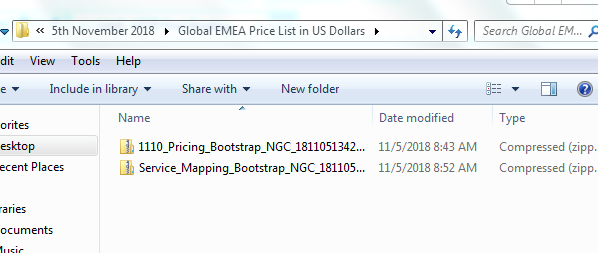 « 5th November 2018 ▸ Global EMEA Price List in US Dollars ▸ Search Global EM...
dit View Tools Help
e Include in library Share with New folder
Name Date modified Type
orites
esktop
ecent Places
raries
ocuments
Music
1110_Pricing_Bootstrap_NGC_1811051342... 11/5/2018 8:43 AM Compressed (zipp...
Service_Mapping_Bootstrap_NGC_181105... 11/5/2018 8:52 AM Compressed (zipp...